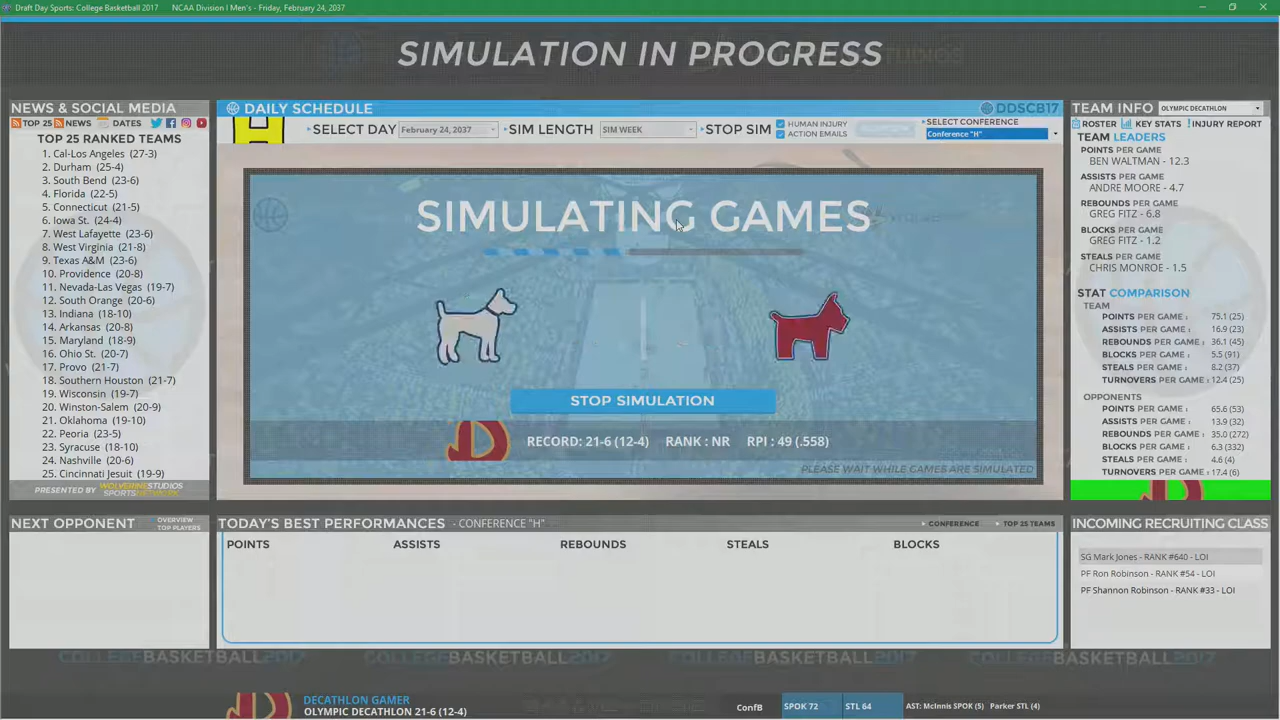 Draft Day Sports: College Basketball 2017 NCAA Division I Men's - Friday, February 24, 2037
SIMULATION IN PROGRESS
NEWS & SOCIAL MEDIA
TOP 25 NEWS DATES
TOP 25 RANKED TEAMS
1. Cal-Los Angeles (27-3)
2. Durham (25-4)
3. South Bend (23-6)
4. Florida (22-5)
5. Connecticut (21-5)
6. Iowa St. (24-4)
7. West Lafayette (23-6)
8. West Virginia (21-8)
9. Texas A&M (23-6)
10. Providence (20-8)
11. Nevada-Las Vegas (19-7)
12. South Orange (20-6)
13. Indiana (18-10)
14. Arkansas (20-8)
15. Maryland (18-9)
16. Ohio St. (20-7)
17. Provo (21-7)
18. Southern Houston (21-7)
19. Wisconsin (19-7)
20. Winston-Salem (20-9)
21. Oklahoma (19-10)
22. Peoria (23-5)
23. Syracuse (18-10)
24. Nashville (20-6)
25. Cincinnati Jesuit (19-9)
PRESENTED BY WOLVERINE STUDIOS SPORTS NETWORK
DAILY SCHEDULE DDSCB17
SELECT DAY February 24, 2037 SIM LENGTH SIM WEEK STOP SIM HUMAN INJURY
ACTION EMAILS
SELECT CONFERENCE
Conference "H"
SIMULATING GAMES
STOP SIMULATION
RECORD: 21-6 (12-4) RANK : NR RPI : 49 (.558)
PLEASE WAIT WHILE GAMES ARE SIMULATED
TEAM INFO OLYMPIC DECATHLON
ROSTER KEY STATS INJURY REPORT
TEAM LEADERS
POINTS PER GAME
BEN WALTMAN - 12.3
ASSISTS PER GAME
ANDRE MOORE - 4.7
REBOUNDS PER GAME
GREG FITZ - 6.8
BLOCKS PER GAME
GREG FITZ - 1.2
STEALS PER GAME
CHRIS MONROE - 1.5
STAT COMPARISON
TEAM
POINTS PER GAME : 75.1 (25)
ASSISTS PER GAME : 16.9 (23)
REBOUNDS PER GAME : 36.1 (45)
BLOCKS PER GAME : 5.5 (91)
STEALS PER GAME : 8.2 (37)
TURNOVERS PER GAME : 12.4 (25)
OPPONENTS
POINTS PER GAME : 65.6 (53)
ASSISTS PER GAME : 13.9 (32)
REBOUNDS PER GAME : 35.0 (272)
BLOCKS PER GAME : 6.3 (332)
STEALS PER GAME : 4.6 (4)
TURNOVERS PER GAME : 17.4 (6)
NEXT OPPONENT OVERVIEW
TOP PLAYERS
TODAY'S BEST PERFORMANCES - CONFERENCE "H" CONFERENCE TOP 25 TEAMS
POINTS ASSISTS REBOUNDS STEALS BLOCKS
INCOMING RECRUITING CLASS
SG Mark Jones - RANK #640 - LOI
PF Ron Robinson - RANK #54 - LOI
PF Shannon Robinson - RANK #33 - LOI
COLLEGEBASKETBALL2017 COLLEGEBASKETBALL2017 COLLEGEBASKETBALL2017 COLLEGEBASKETBALL2017
DECATHLON GAMER
OLYMPIC DECATHLON 21-6 (12-4)
ConfB SPOK 72 STL 64 AST: McInnis SPOK (5) Parker STL (4)